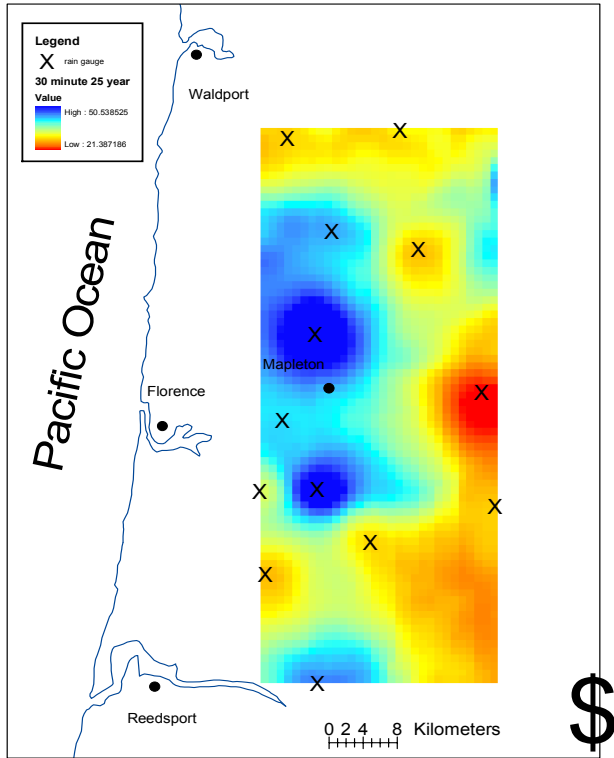 Legend
X rain gauge
30 minute 25 year
Value
High : 50.538525
Low : 21.387186
Waldport
X
X
X
X
X
Mapleton
X
Florence
X
Pacific Ocean
X
X
X
X
X
X
Reedsport
0 2 4 8 Kilometers
$